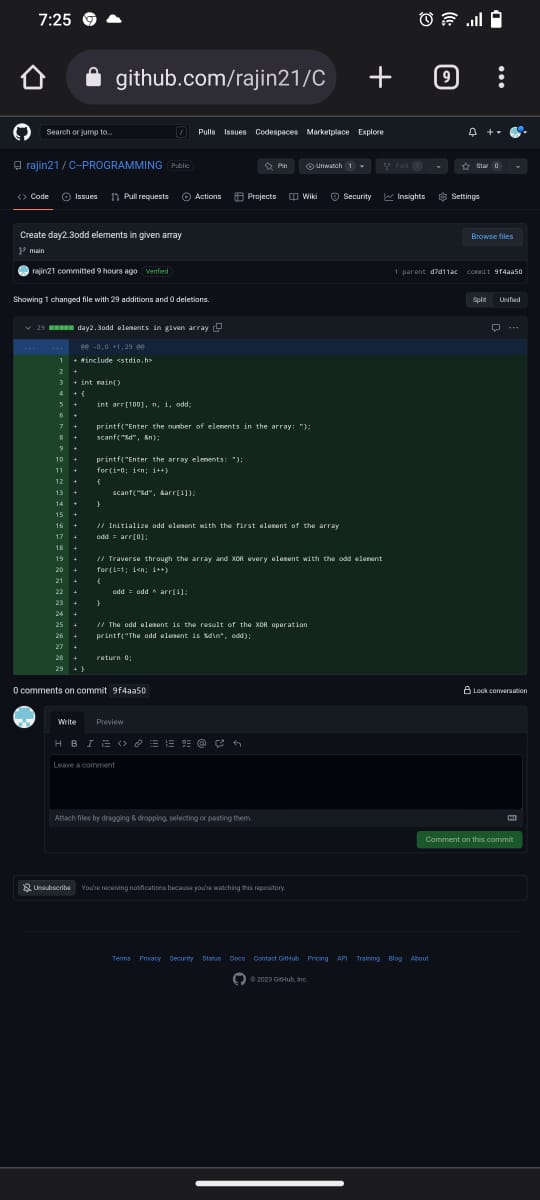 7:25
github.com/rajin21/C
9
Search or jump to... /
Pulls Issues Codespaces Marketplace Explore
rajin21 / C--PROGRAMMING Public
Pin Unwatch 1 Fork Star 0
Code Issues Pull requests Actions Projects Wiki Security Insights Settings
Create day2.3odd elements in given array
Browse files
main
rajin21 committed 9 hours ago Verified
1 parent d7d11ac commit 9f4aa50
Showing 1 changed file with 29 additions and 0 deletions.
Split Unified
29 day2.3odd elements in given array
... ... @@ -0,0 +1,29 @@
1 + #include <stdio.h>
2 +
3 + int main()
4 + {
5 + int arr[100], n, i, odd;
6 +
7 + printf("Enter the number of elements in the array: ");
8 + scanf("%d", &n);
9 +
10 + printf("Enter the array elements: ");
11 + for(i=0; i<n; i++)
12 + {
13 + scanf("%d", &arr[i]);
14 + }
15 +
16 + // Initialize odd element with the first element of the array
17 + odd = arr[0];
18 +
19 + // Traverse through the array and XOR every element with the odd element
20 + for(i=1; i<n; i++)
21 + {
22 + odd = odd ^ arr[i];
23 + }
24 +
25 + // The odd element is the result of the XOR operation
26 + printf("The odd element is %d\n", odd);
27 +
28 + return 0;
29 + }
0 comments on commit 9f4aa50
Lock conversation
Write Preview
Leave a comment
Attach files by dragging & dropping, selecting or pasting them.
Comment on this commit
Unsubscribe You're receiving notifications because you're watching this repository.
Terms Privacy Security Status Docs Contact GitHub Pricing API Training Blog About
© 2023 GitHub, Inc.